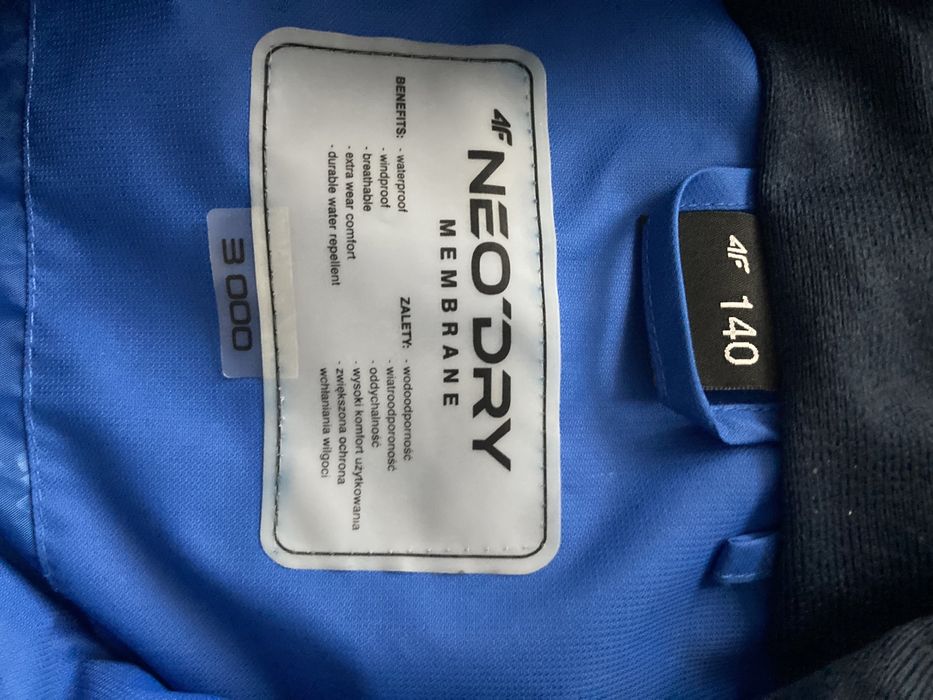 4F
NEO'DRY
MEMBRANE
BENEFITS: - waterproof
- windproof
- breathable
- extra wear comfort
- durable water repellent
ZALETY: - wodoodporność
- wiatroodporoność
- oddychalność
- wysoki komfort użytkowania
- zwiększona ochrona
wchłaniania wilgoci
3 000
4F 140